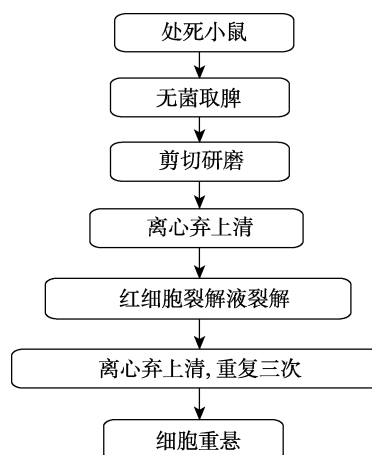 处死小鼠
无菌取脾
剪切研磨
离心弃上清
红细胞裂解液裂解
离心弃上清, 重复三次
细胞重悬